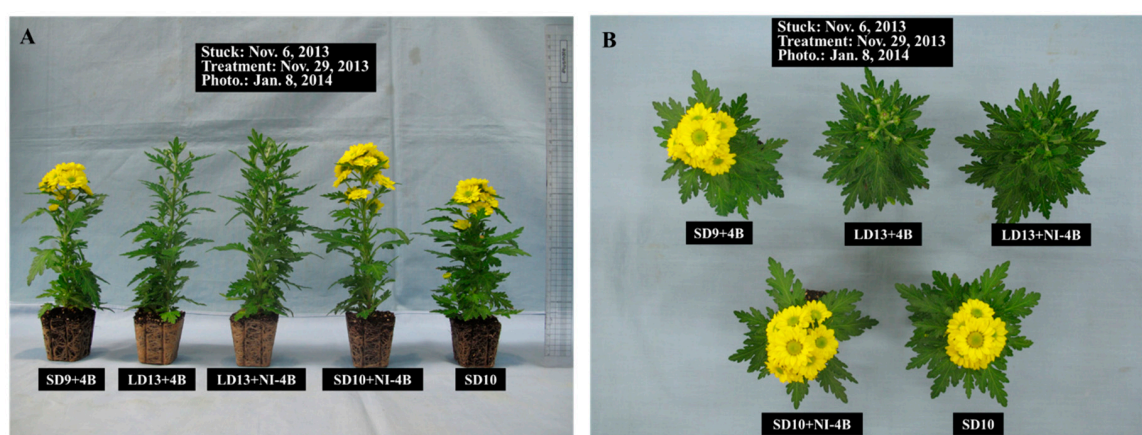 A
Stuck: Nov. 6, 2013
Treatment: Nov. 29, 2013
Photo.: Jan. 8, 2014
SD9+4B
LD13+4B
LD13+NI-4B
SD10+NI-4B
SD10
B
Stuck: Nov. 6, 2013
Treatment: Nov. 29, 2013
Photo.: Jan. 8, 2014
SD9+4B
LD13+4B
LD13+NI-4B
SD10+NI-4B
SD10